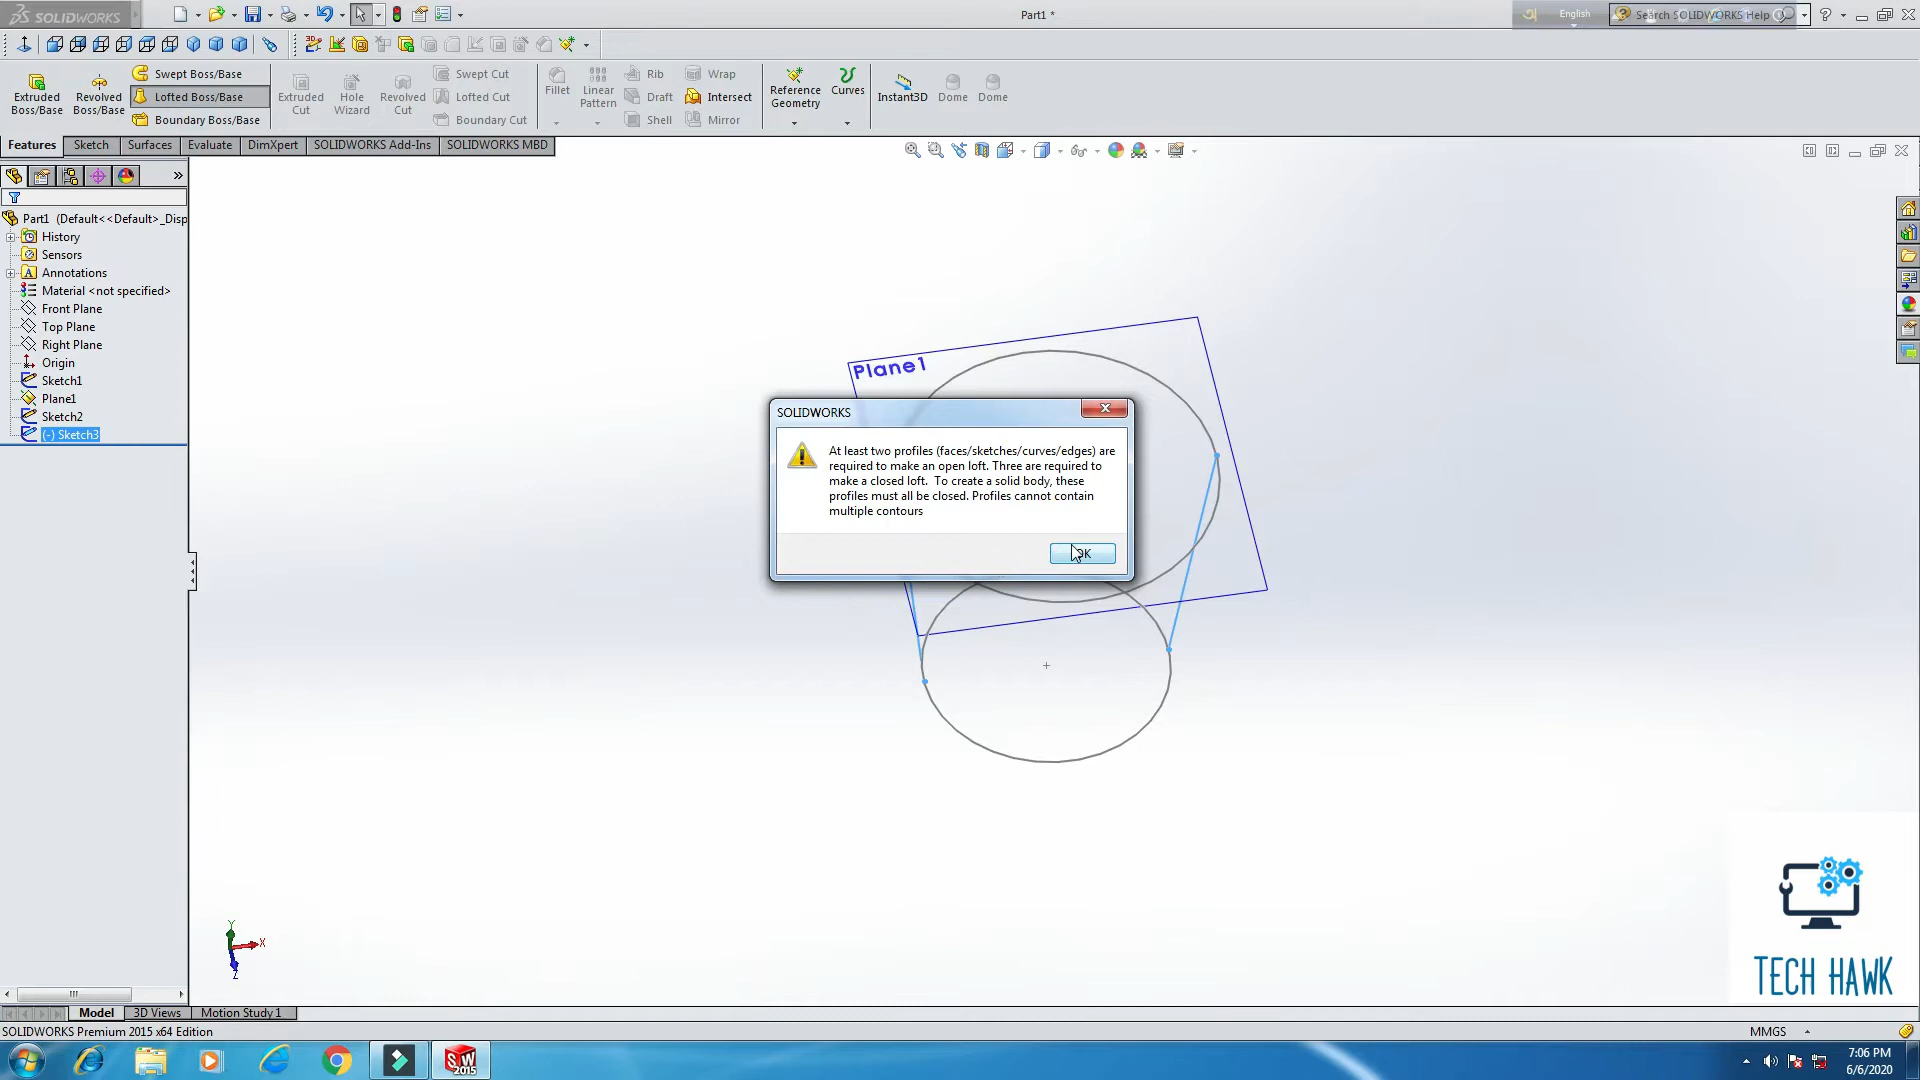 SOLIDWORKS
Part1 *
English
Search SOLIDWORKS Help
Extruded Boss/Base
Revolved Boss/Base
Swept Boss/Base
Lofted Boss/Base
Boundary Boss/Base
Extruded Cut
Hole Wizard
Revolved Cut
Swept Cut
Lofted Cut
Boundary Cut
Fillet
Linear Pattern
Rib
Draft
Shell
Wrap
Intersect
Mirror
Reference Geometry
Curves
Instant3D
Dome
Dome
Features
Sketch
Surfaces
Evaluate
DimXpert
SOLIDWORKS Add-Ins
SOLIDWORKS MBD
Part1 (Default<<Default>_Disp
History
Sensors
Annotations
Material <not specified>
Front Plane
Top Plane
Right Plane
Origin
Sketch1
Plane1
Sketch2
(-) Sketch3
Plane1
SOLIDWORKS
At least two profiles (faces/sketches/curves/edges) are
required to make an open loft. Three are required to
make a closed loft. To create a solid body, these
profiles must all be closed. Profiles cannot contain
multiple contours
OK
Y
X
Z
TECH HAWK
Model
3D Views
Motion Study 1
SOLIDWORKS Premium 2015 x64 Edition
MMGS
SW
2015
7:06 PM
6/6/2020